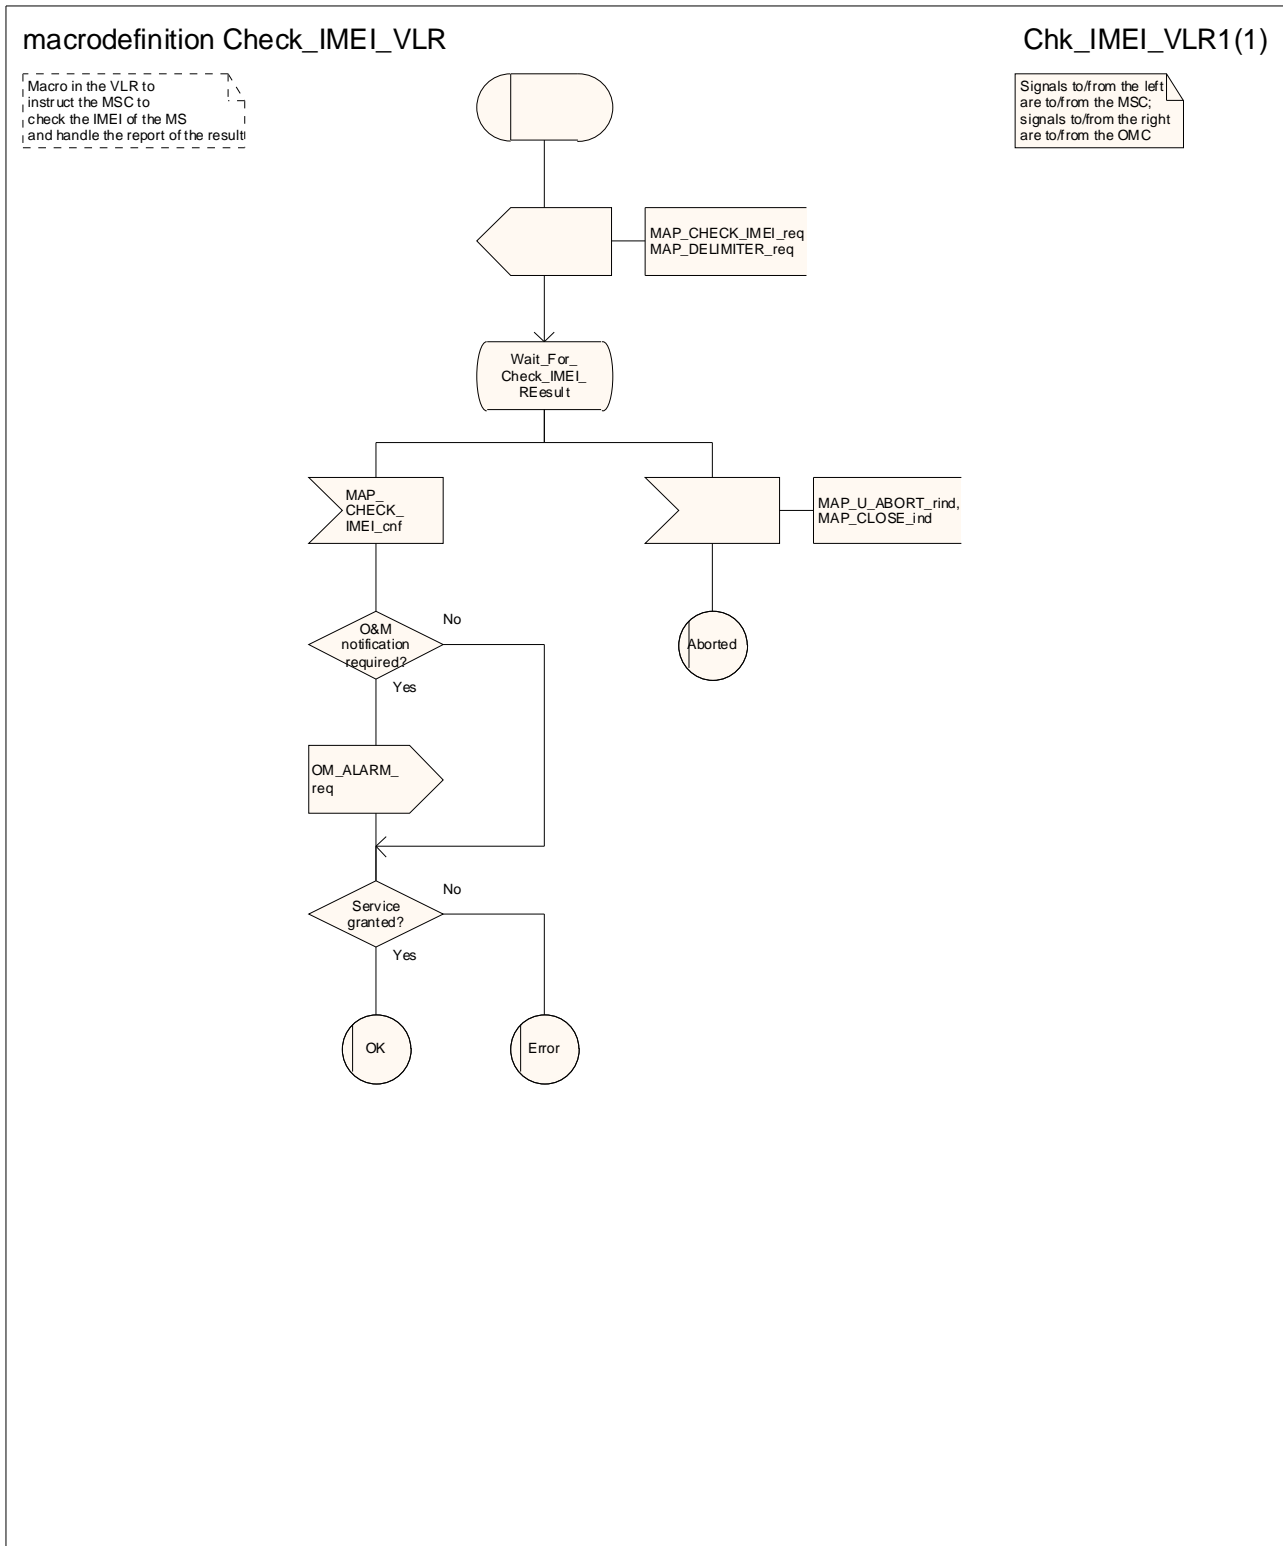 macrodefinition Check_IMEI_VLR
Chk_IMEI_VLR1(1)
Macro in the VLR to
instruct the MSC to
check the IMEI of the MS
and handle the report of the result
Signals to/from the left
are to/from the MSC;
signals to/from the right
are to/from the OMC
MAP_CHECK_IMEI_req
MAP_DELIMITER_req
Wait_For_
Check_IMEI_
REesult
MAP_
CHECK_
IMEI_cnf
MAP_U_ABORT_rind,
MAP_CLOSE_ind
O&M
notification
required?
No
Yes
Aborted
OM_ALARM_
req
Service
granted?
No
Yes
OK
Error